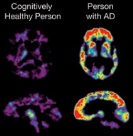 Cognitively
Healthy Person
Person
with AD